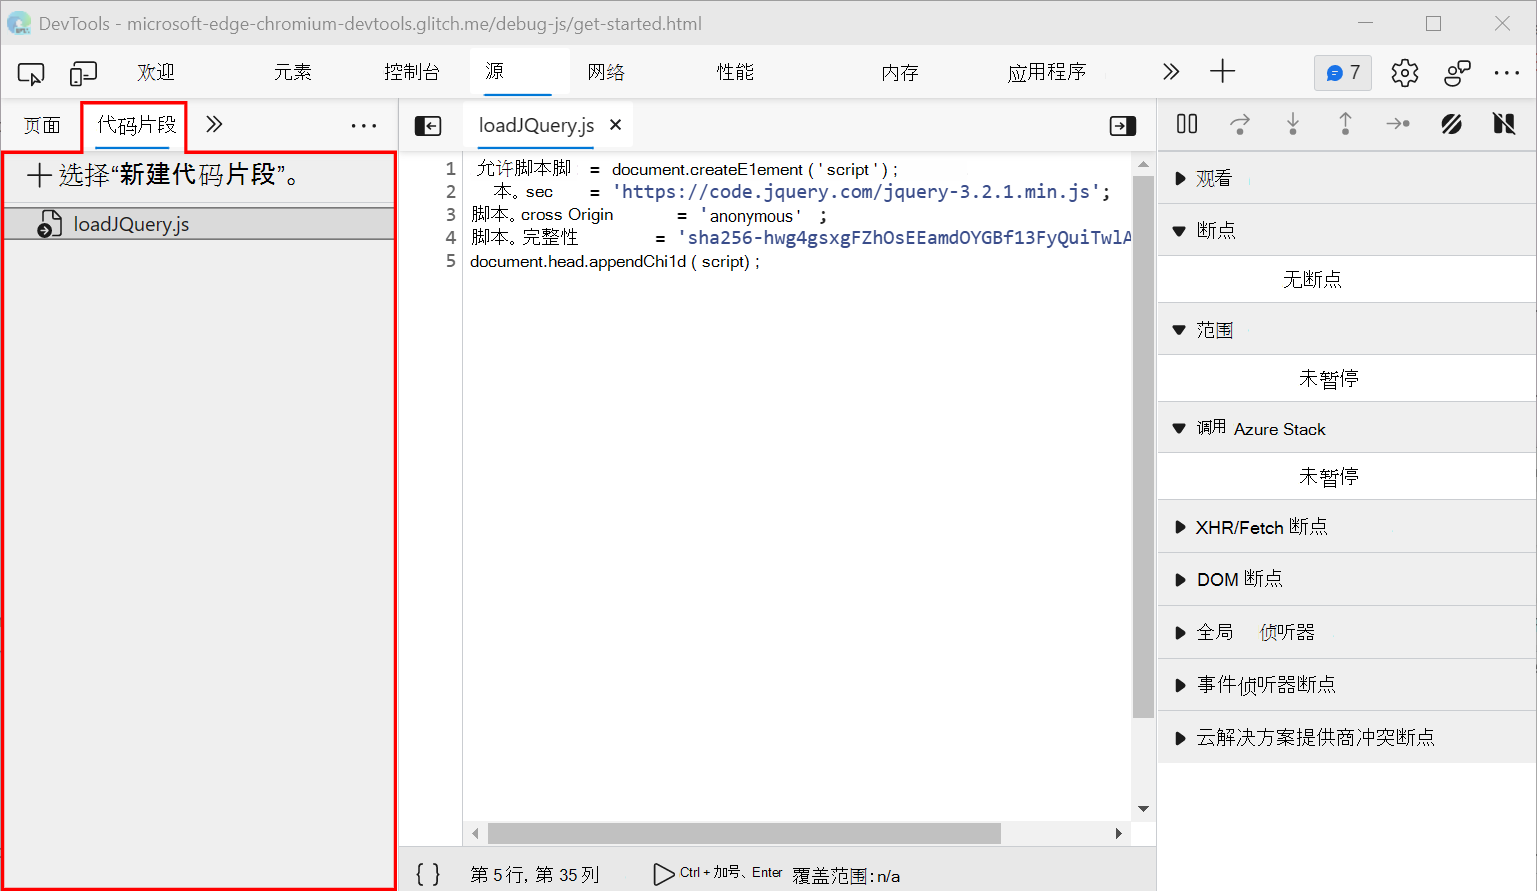 DevTools - microsoft-edge-chromium-devtools.glitch.me/debug-js/get-started.html
欢迎 元素 控制台 源 网络 性能 内存 应用程序 7
页面 代码片段
选择“新建代码片段”。
loadJQuery.js
loadJQuery.js
1 允许脚本脚 = document.createE1ement ( ' script ' ) ;
2 本。sec = 'https://code.jquery.com/jquery-3.2.1.min.js';
3 脚本。cross Origin = 'anonymous' ;
4 脚本。完整性 = 'sha256-hwg4gsxgFZhOsEEamdOYGBf13FyQuiTwlA
5 document.head.appendChi1d ( script) ;
{ } 第 5 行, 第 35 列 Ctrl + 加号、Enter 覆盖范围: n/a
观看
断点
无断点
范围
未暂停
调用 Azure Stack
未暂停
XHR/Fetch 断点
DOM 断点
全局 侦听器
事件侦听器断点
云解决方案提供商冲突断点